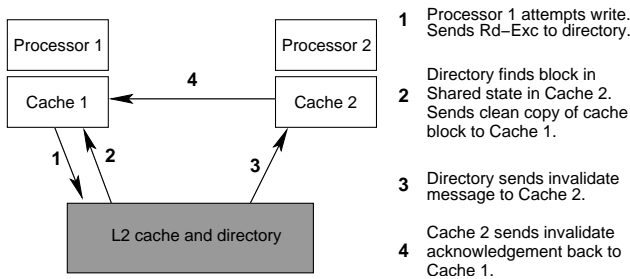 Processor 1
Processor 2
Cache 1
4
Cache 2
1
2
3
L2 cache and directory
1 Processor 1 attempts write.
Sends Rd−Exc to directory.
2 Directory finds block in
Shared state in Cache 2.
Sends clean copy of cache
block to Cache 1.
3 Directory sends invalidate
message to Cache 2.
4 Cache 2 sends invalidate
acknowledgement back to
Cache 1.